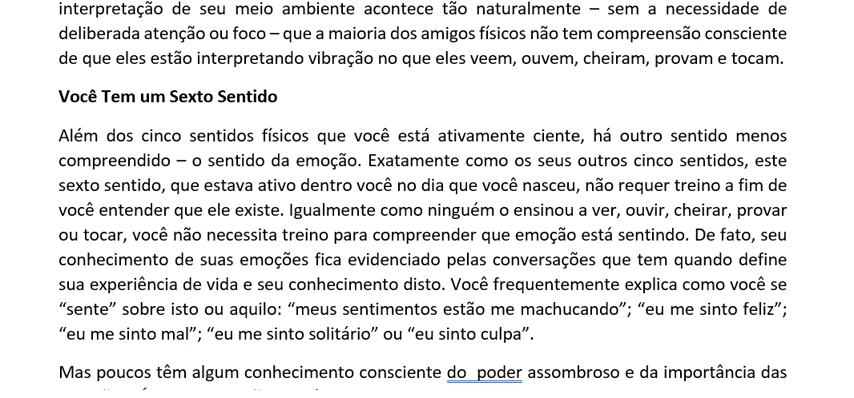 interpretação de seu meio ambiente acontece tão naturalmente – sem a necessidade de
deliberada atenção ou foco – que a maioria dos amigos físicos não tem compreensão consciente
de que eles estão interpretando vibração no que eles veem, ouvem, cheiram, provam e tocam.
Você Tem um Sexto Sentido
Além dos cinco sentidos físicos que você está ativamente ciente, há outro sentido menos
compreendido – o sentido da emoção. Exatamente como os seus outros cinco sentidos, este
sexto sentido, que estava ativo dentro você no dia que você nasceu, não requer treino a fim de
você entender que ele existe. Igualmente como ninguém o ensinou a ver, ouvir, cheirar, provar
ou tocar, você não necessita treino para compreender que emoção está sentindo. De fato, seu
conhecimento de suas emoções fica evidenciado pelas conversações que tem quando define
sua experiência de vida e seu conhecimento disto. Você frequentemente explica como você se
“sente” sobre isto ou aquilo: “meus sentimentos estão me machucando”; “eu me sinto feliz”;
“eu me sinto mal”; “eu me sinto solitário” ou “eu sinto culpa”.
Mas poucos têm algum conhecimento consciente do  poder assombroso e da importância das